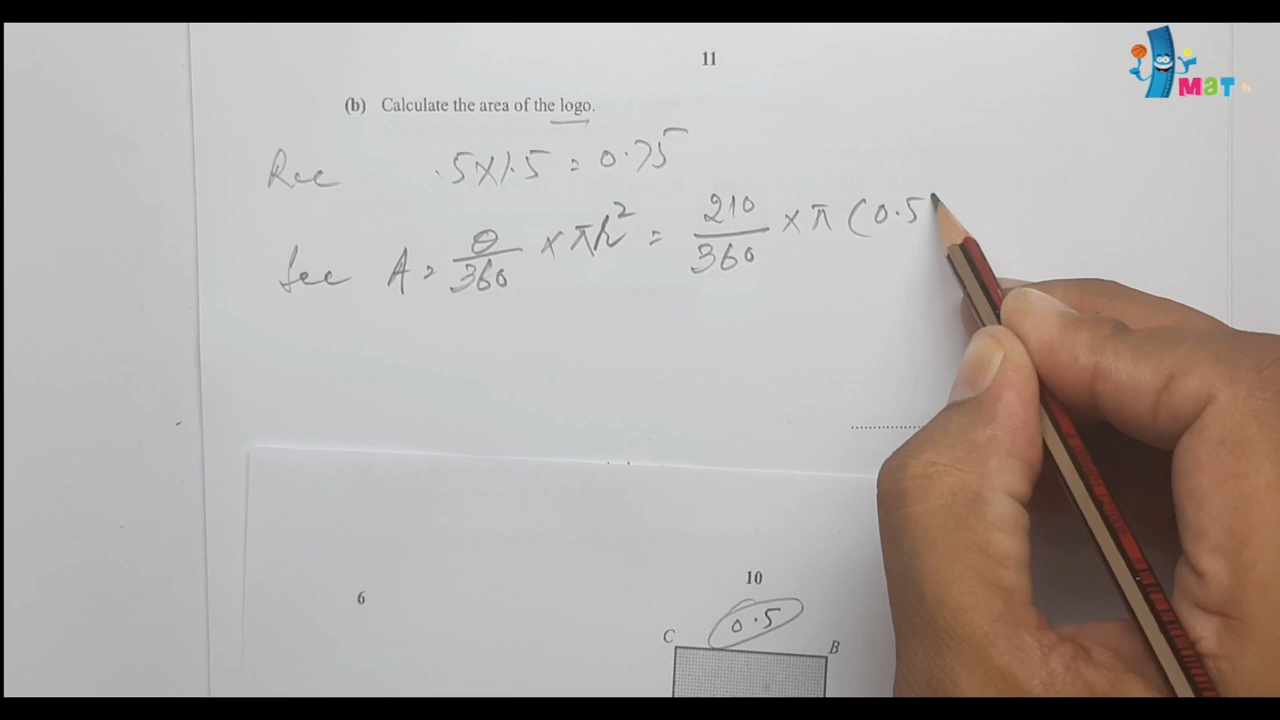 MaT
11
(b) Calculate the area of the logo.
Rec .5×1.5 = 0.75
Sec A = θ/360 × πr² = 210/360 × π (0.5
10
6
0.5
C
B